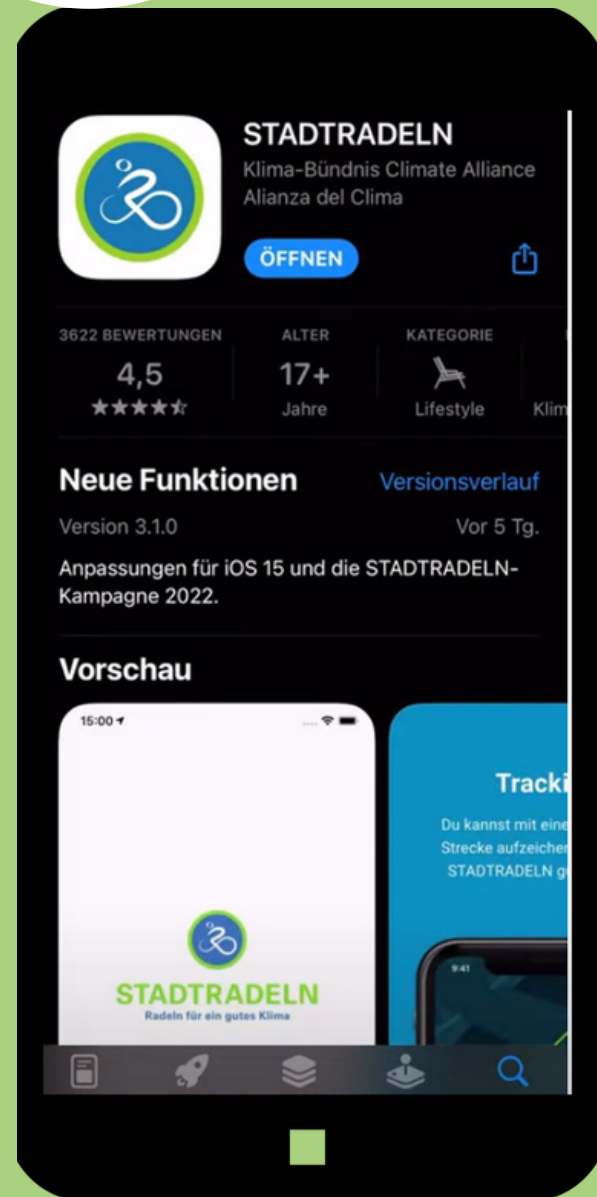 STADTRADELN
Klima-Bündnis Climate Alliance
Alianza del Clima
ÖFFNEN
3622 BEWERTUNGEN
4,5
ALTER
17+
Jahre
KATEGORIE
Lifestyle
Neue Funktionen
Versionsverlauf
Version 3.1.0
Vor 5 Tg.
Anpassungen für iOS 15 und die STADTRADELN-
Kampagne 2022.
Vorschau
15:00
STADTRADELN
Radeln für ein gutes Klima
Du kannst mit
Strecke
STADTRADELN
9:41